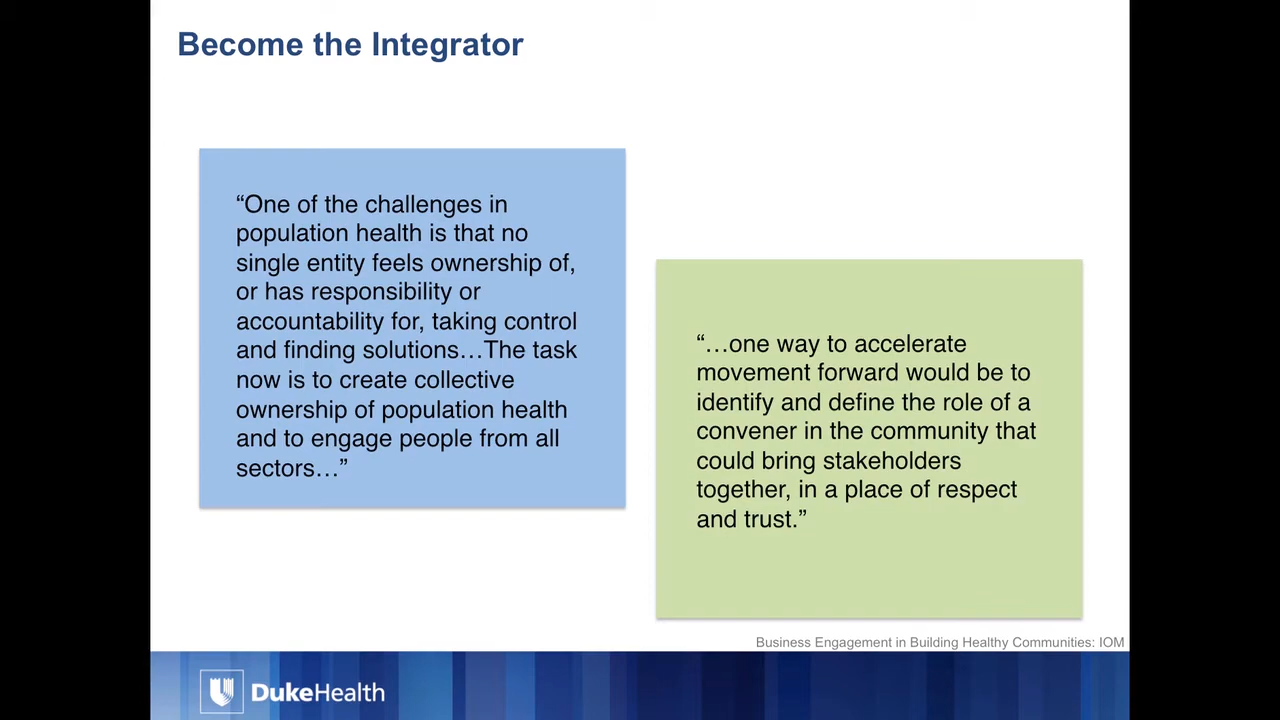 Become the Integrator
“One of the challenges in
population health is that no
single entity feels ownership of,
or has responsibility or
accountability for, taking control
and finding solutions…The task
now is to create collective
ownership of population health
and to engage people from all
sectors…”
“…one way to accelerate
movement forward would be to
identify and define the role of a
convener in the community that
could bring stakeholders
together, in a place of respect
and trust.”
Business Engagement in Building Healthy Communities: IOM
DukeHealth